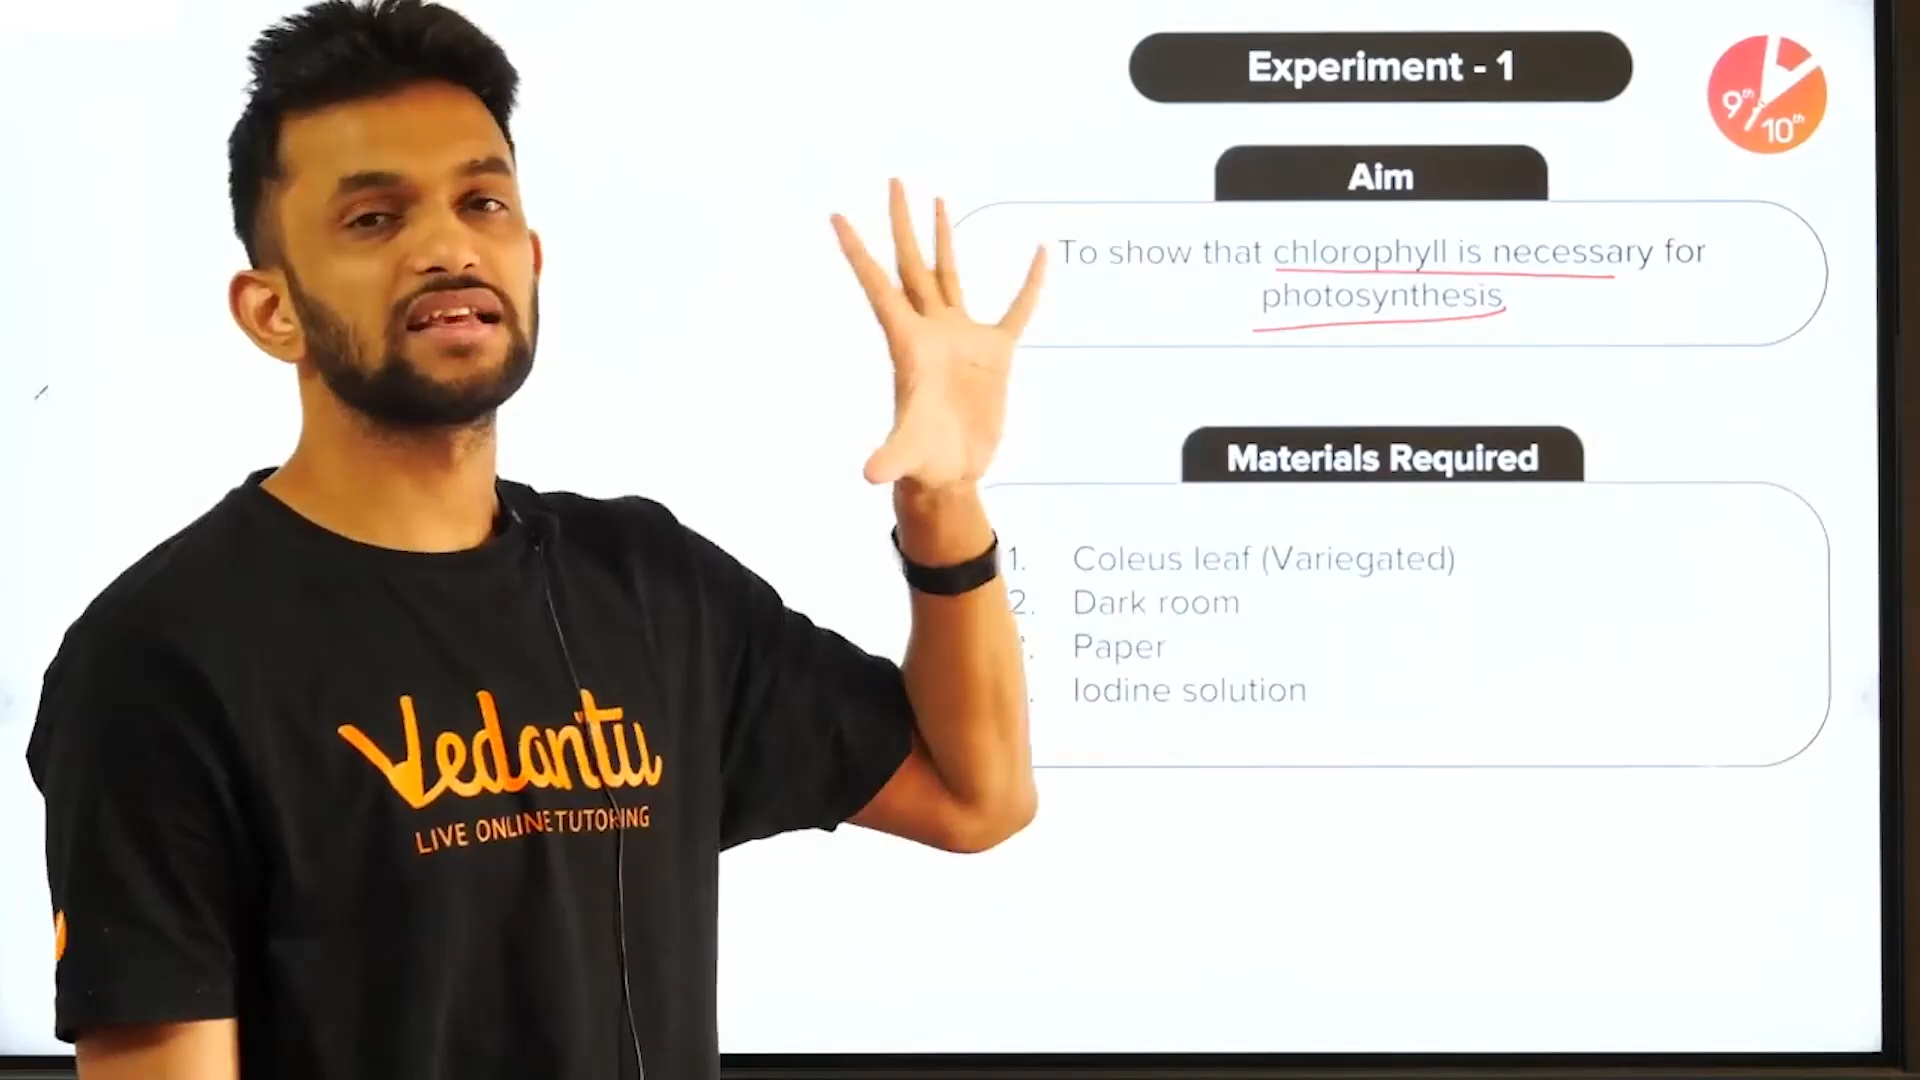 Experiment - 1
9th
10th
Aim
To show that chlorophyll is necessary for
photosynthesis
Materials Required
1. Coleus leaf (Variegated)
2. Dark room
. Paper
. Iodine solution
Vedantu
LIVE ONLINE TUTORING